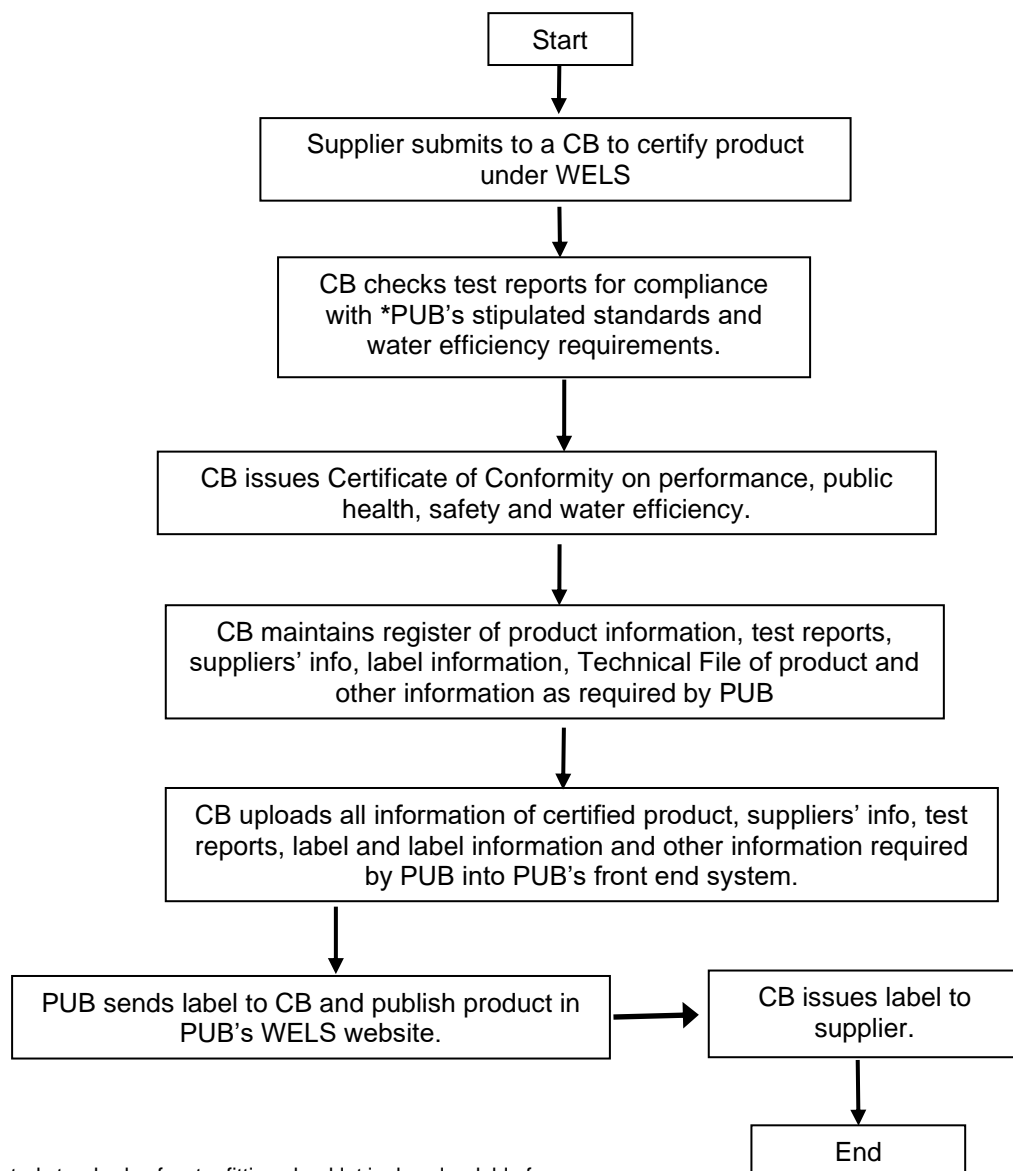 Start
Supplier submits to a CB to certify product
under WELS
CB checks test reports for compliance
with *PUB's stipulated standards and
water efficiency requirements.
CB issues Certificate of Conformity on performance, public
health, safety and water efficiency.
CB maintains register of product information, test reports,
suppliers' info, label information, Technical File of product and
other information as required by PUB
CB uploads all information of certified product, suppliers' info, test
reports, label and label information and other information required
by PUB into PUB's front end system.
PUB sends label to CB and publish product in
PUB's WELS website.
CB issues label to
supplier.
End